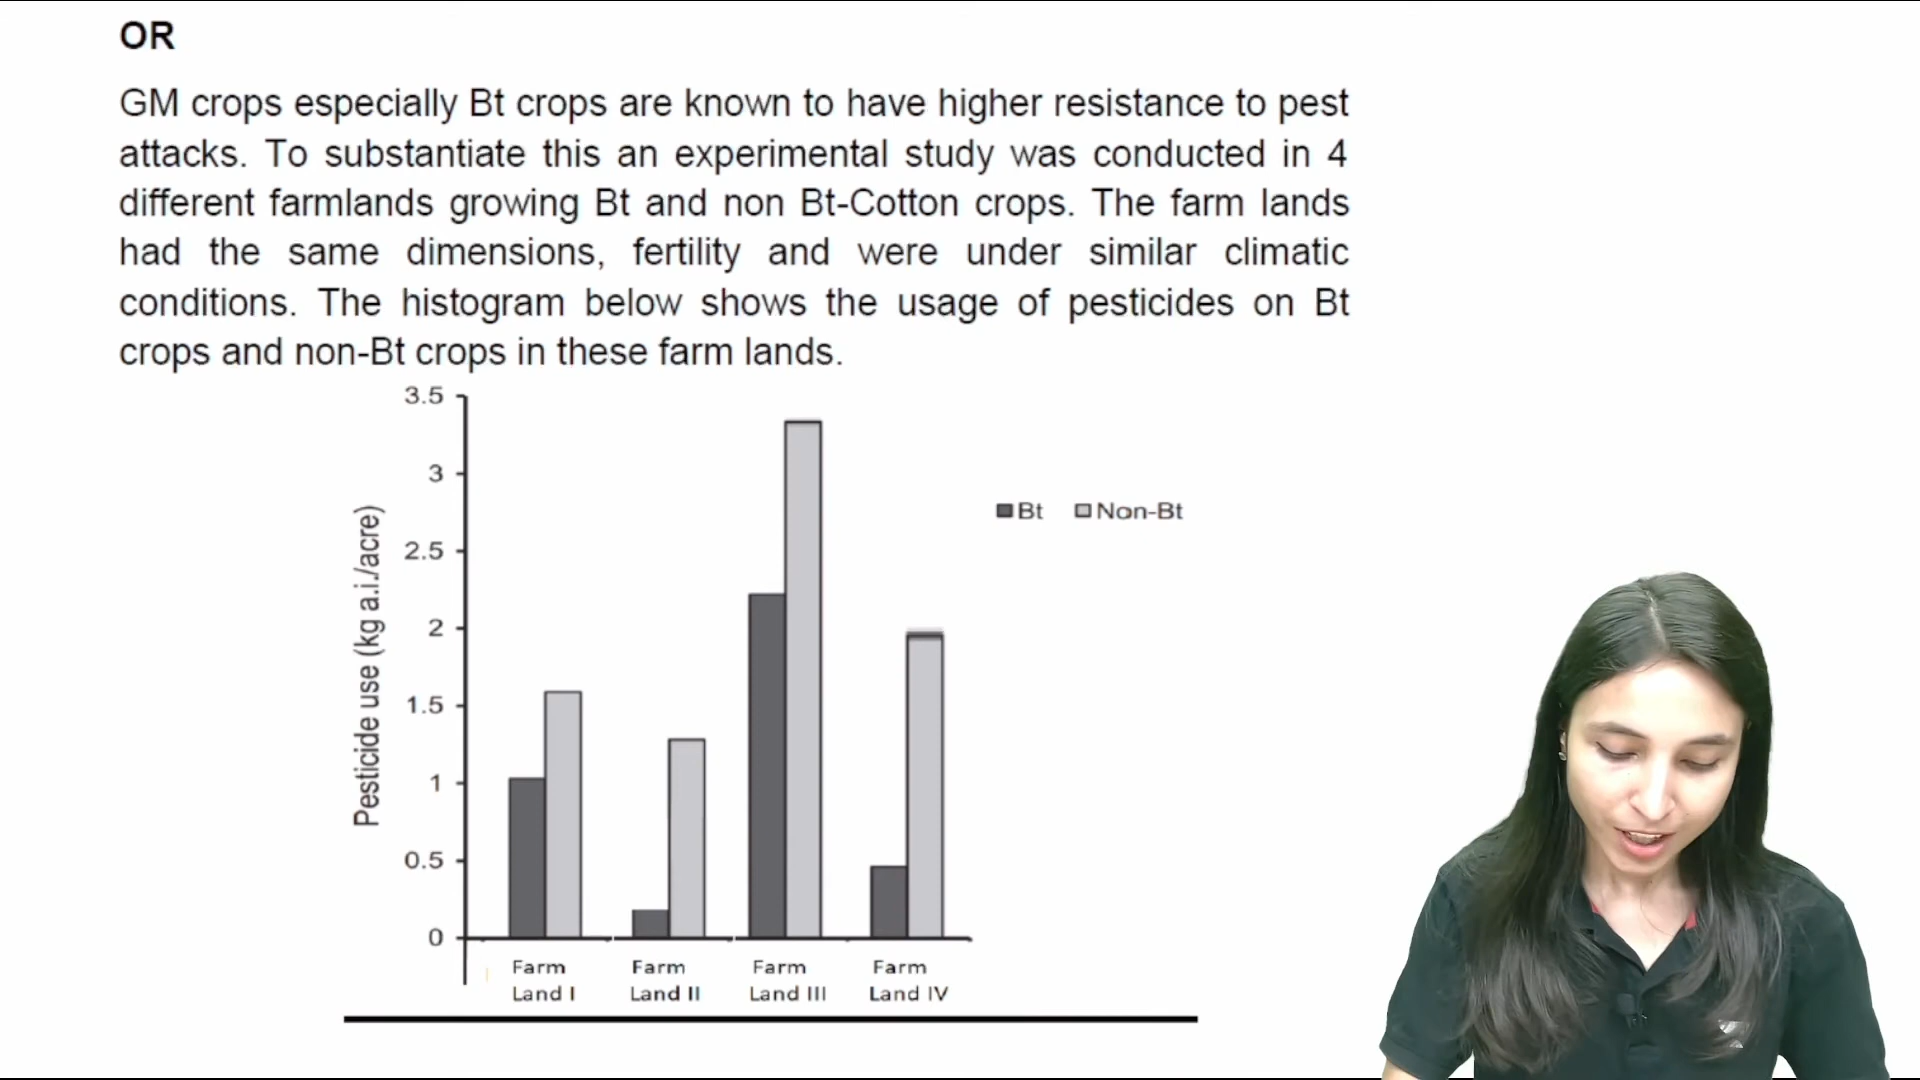 OR
GM crops especially Bt crops are known to have higher resistance to pest
attacks. To substantiate this an experimental study was conducted in 4
different farmlands growing Bt and non Bt-Cotton crops. The farm lands
had the same dimensions, fertility and were under similar climatic
conditions. The histogram below shows the usage of pesticides on Bt
crops and non-Bt crops in these farm lands.
Pesticide use (kg a.i./acre)
3.5
3
2.5
2
1.5
1
0.5
0
Bt Non-Bt
Farm Farm Farm Farm
Land I Land II Land III Land IV